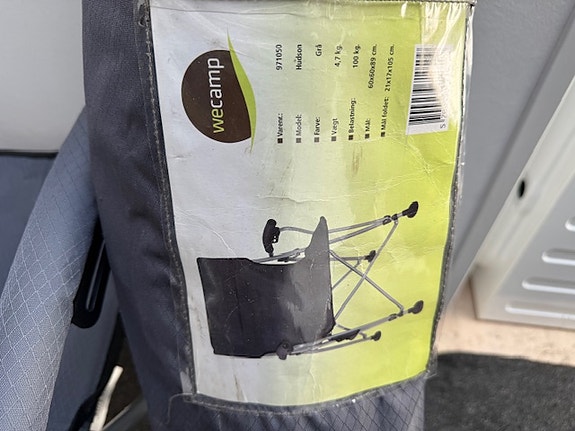 wecamp
Varenr.: 971050
Model: Hudson
Farve: Grå
Vægt 4,7 kg.
Belastning: 100 kg.
Mål: 60x60x89 cm.
Mål foldet: 21x17x105 cm.